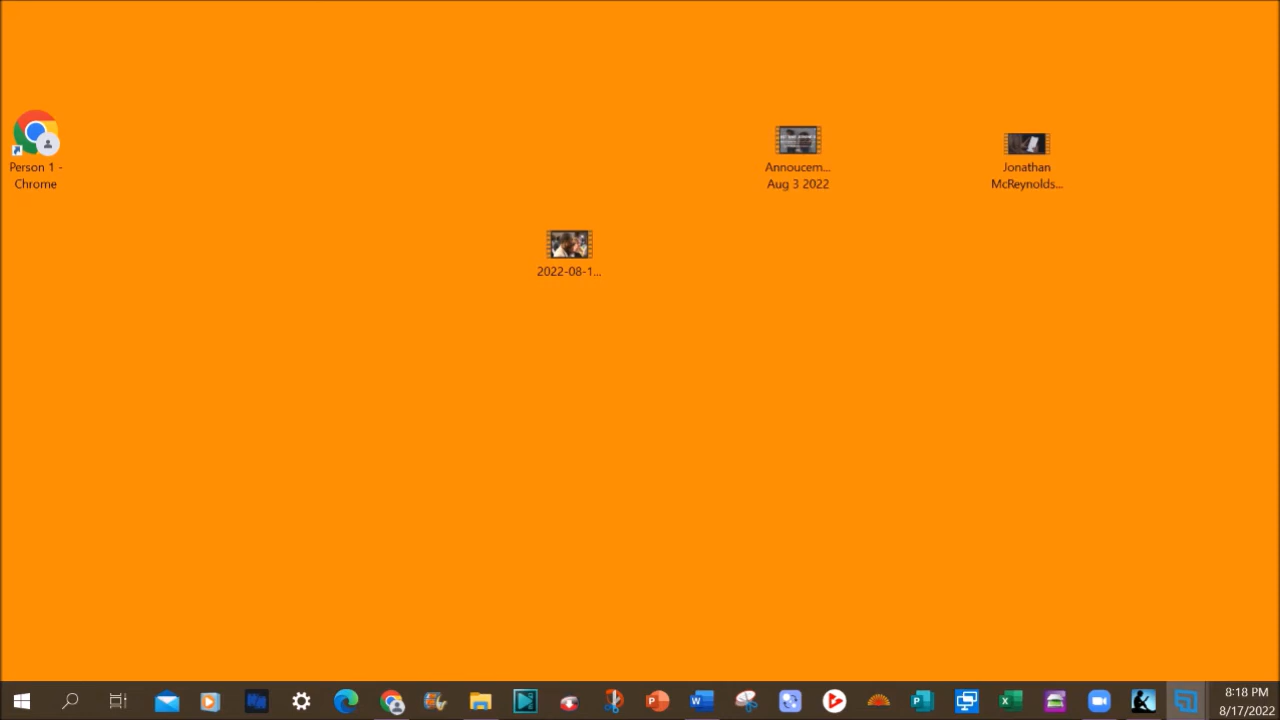 Person 1 -
Chrome
Annoucem...
Aug 3 2022
Jonathan
McReynolds...
2022-08-1...
8:18 PM
8/17/2022